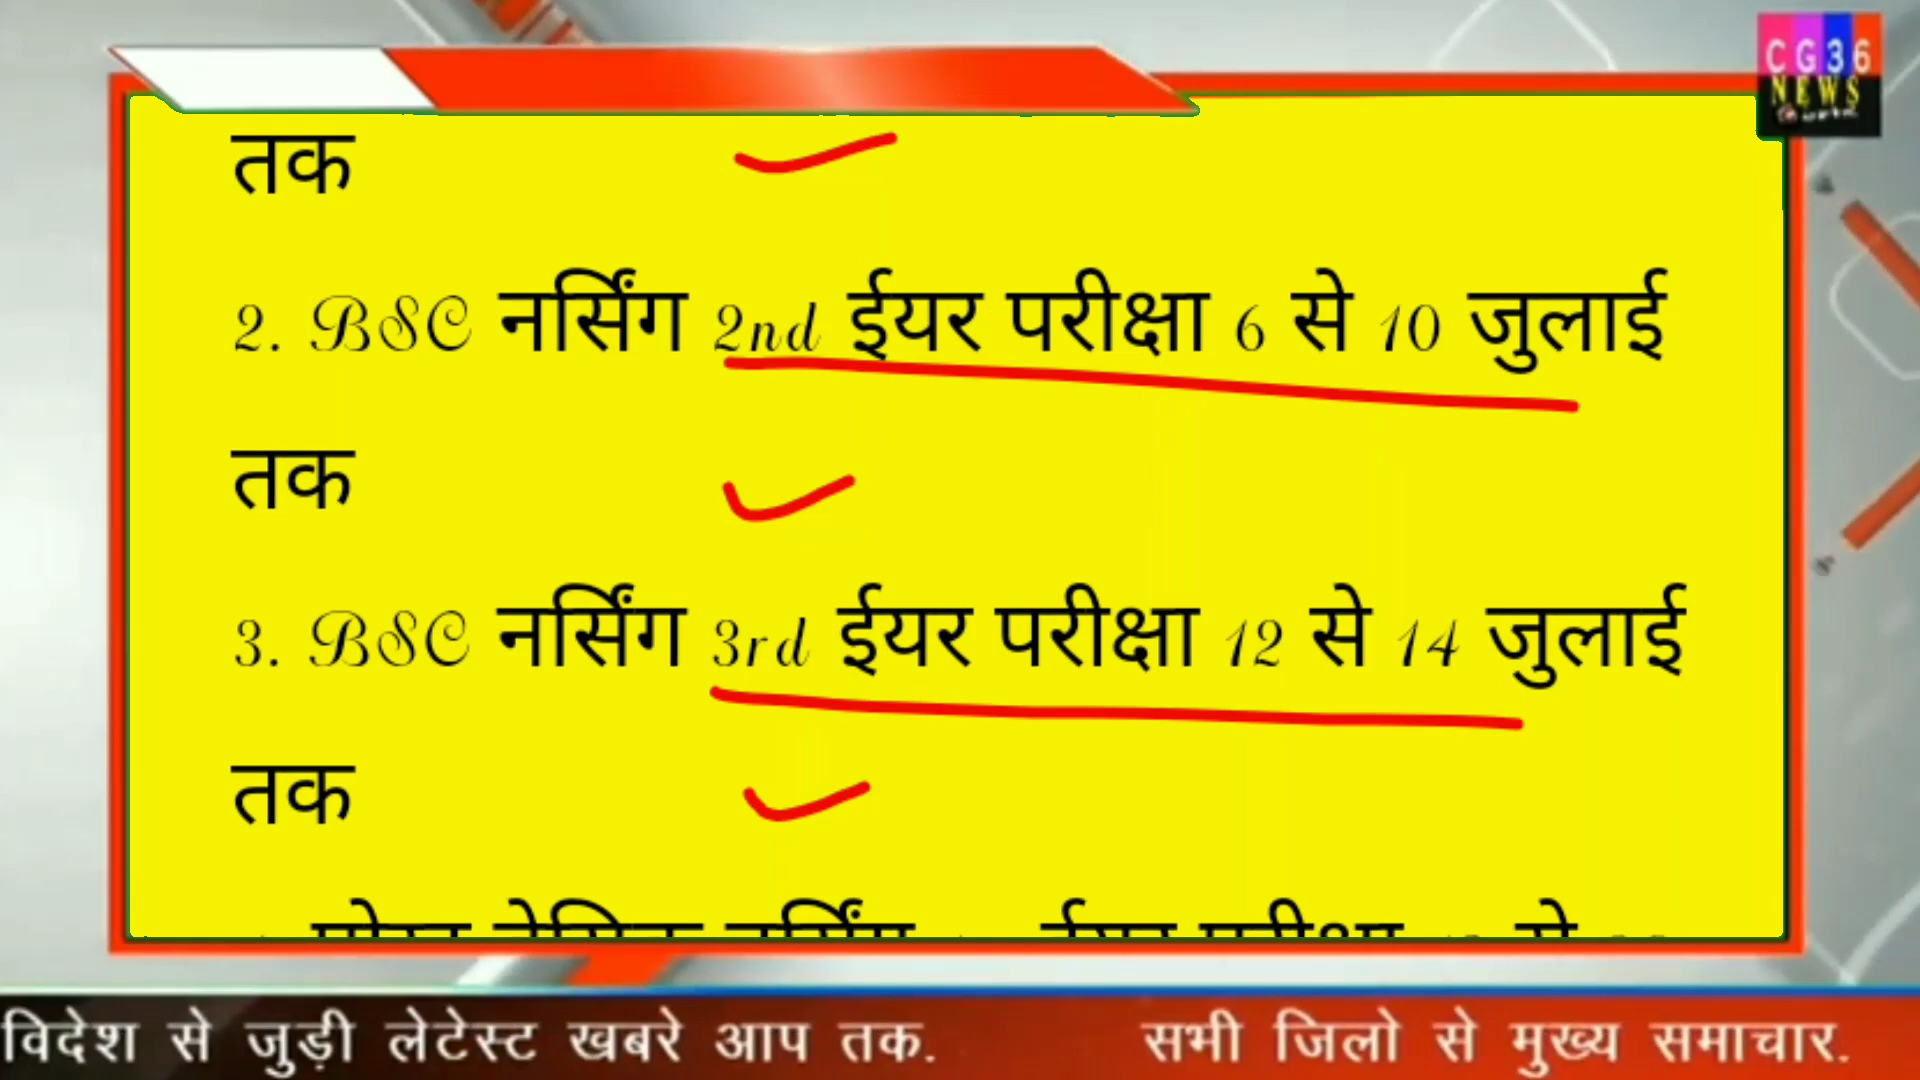 CG36
NEWS
तक
2. BSC नर्सिंग 2nd ईयर परीक्षा 6 से 10 जुलाई
तक
3. BSC नर्सिंग 3rd ईयर परीक्षा 12 से 14 जुलाई
तक
विदेश से जुड़ी लेटेस्ट खबरे आप तक. सभी जिलो से मुख्य समाचार.